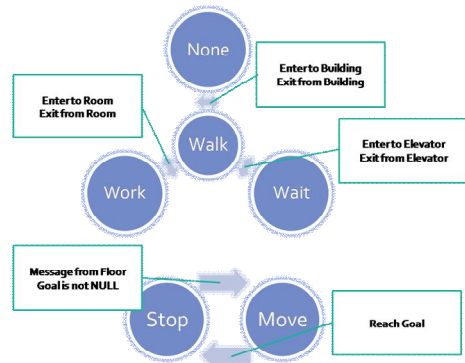 None
Enter to Building
Exit from Building
Enter to Room
Exit from Room
Walk
Enter to Elevator
Exit from Elevator
Work
Wait
Message from Floor
Goal is not NULL
Stop
Move
Reach Goal